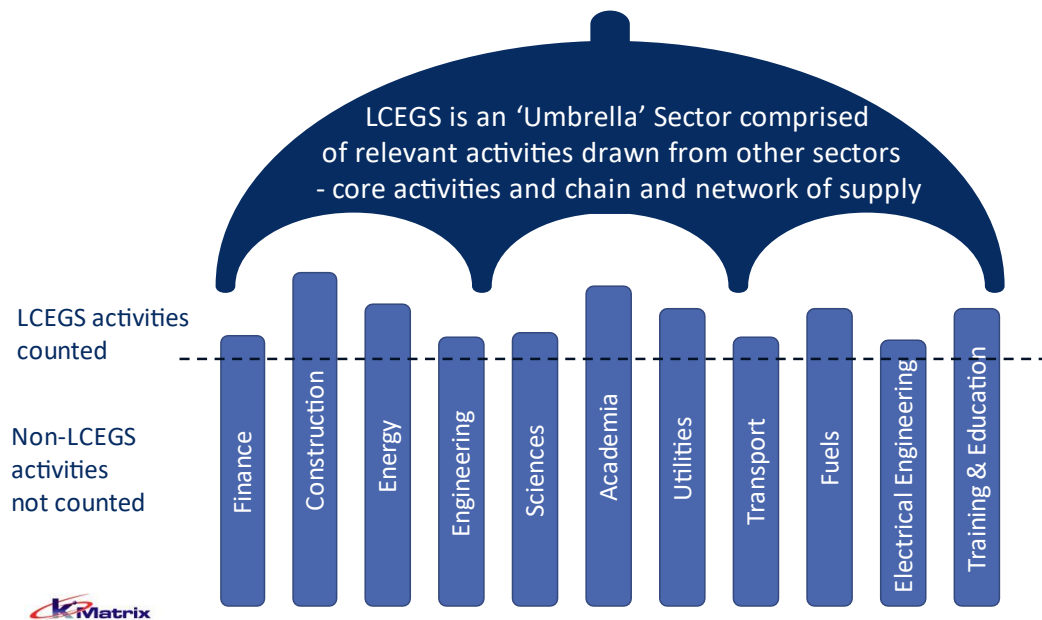 LCEGS is an ‘Umbrella’ Sector comprised
of relevant activities drawn from other sectors
- core activities and chain and network of supply
LCEGS activities
counted
Non-LCEGS
activities
not counted
Finance
Construction
Energy
Engineering
Sciences
Academia
Utilities
Transport
Fuels
Electrical Engineering
Training & Education
kMatrix